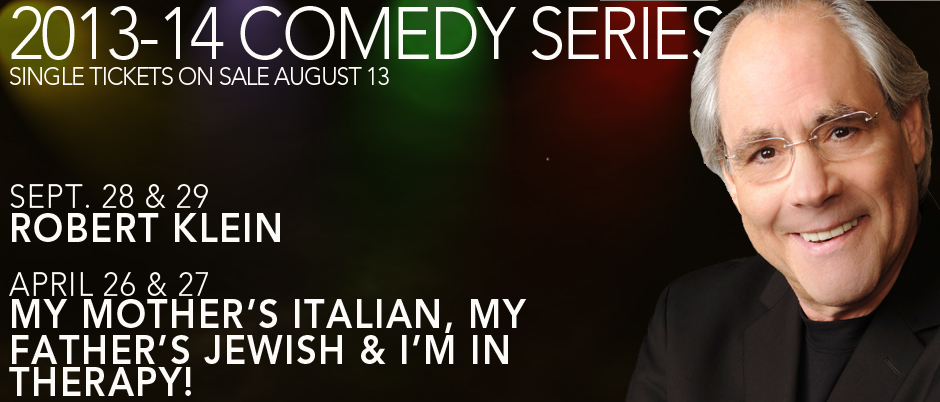 2013-14 COMEDY SERIES
SINGLE TICKETS ON SALE AUGUST 13
SEPT. 28 & 29
ROBERT KLEIN
APRIL 26 & 27
MY MOTHER’S ITALIAN, MY
FATHER’S JEWISH & I’M IN
THERAPY!